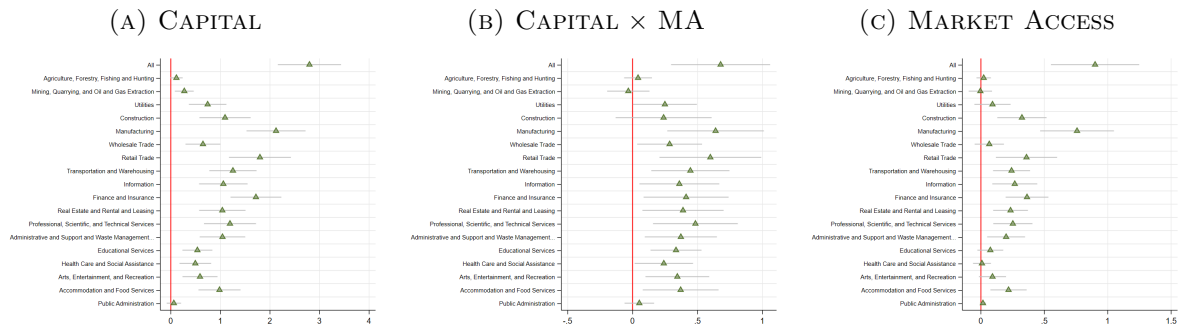 (A) CAPITAL
All
Agriculture, Forestry, Fishing and Hunting
Mining, Quarrying, and Oil and Gas Extraction
Utilities
Construction
Manufacturing
Wholesale Trade
Retail Trade
Transportation and Warehousing
Information
Finance and Insurance
Real Estate and Rental and Leasing
Professional, Scientific, and Technical Services
Administrative and Support and Waste Management...
Educational Services
Health Care and Social Assistance
Arts, Entertainment, and Recreation
Accommodation and Food Services
Public Administration
0 1 2 3 4
(B) CAPITAL × MA
All
Agriculture, Forestry, Fishing and Hunting
Mining, Quarrying, and Oil and Gas Extraction
Utilities
Construction
Manufacturing
Wholesale Trade
Retail Trade
Transportation and Warehousing
Information
Finance and Insurance
Real Estate and Rental and Leasing
Professional, Scientific, and Technical Services
Administrative and Support and Waste Management...
Educational Services
Health Care and Social Assistance
Arts, Entertainment, and Recreation
Accommodation and Food Services
Public Administration
-.5 0 .5 1
(C) MARKET ACCESS
All
Agriculture, Forestry, Fishing and Hunting
Mining, Quarrying, and Oil and Gas Extraction
Utilities
Construction
Manufacturing
Wholesale Trade
Retail Trade
Transportation and Warehousing
Information
Finance and Insurance
Real Estate and Rental and Leasing
Professional, Scientific, and Technical Services
Administrative and Support and Waste Management...
Educational Services
Health Care and Social Assistance
Arts, Entertainment, and Recreation
Accommodation and Food Services
Public Administration
0 .5 1 1.5